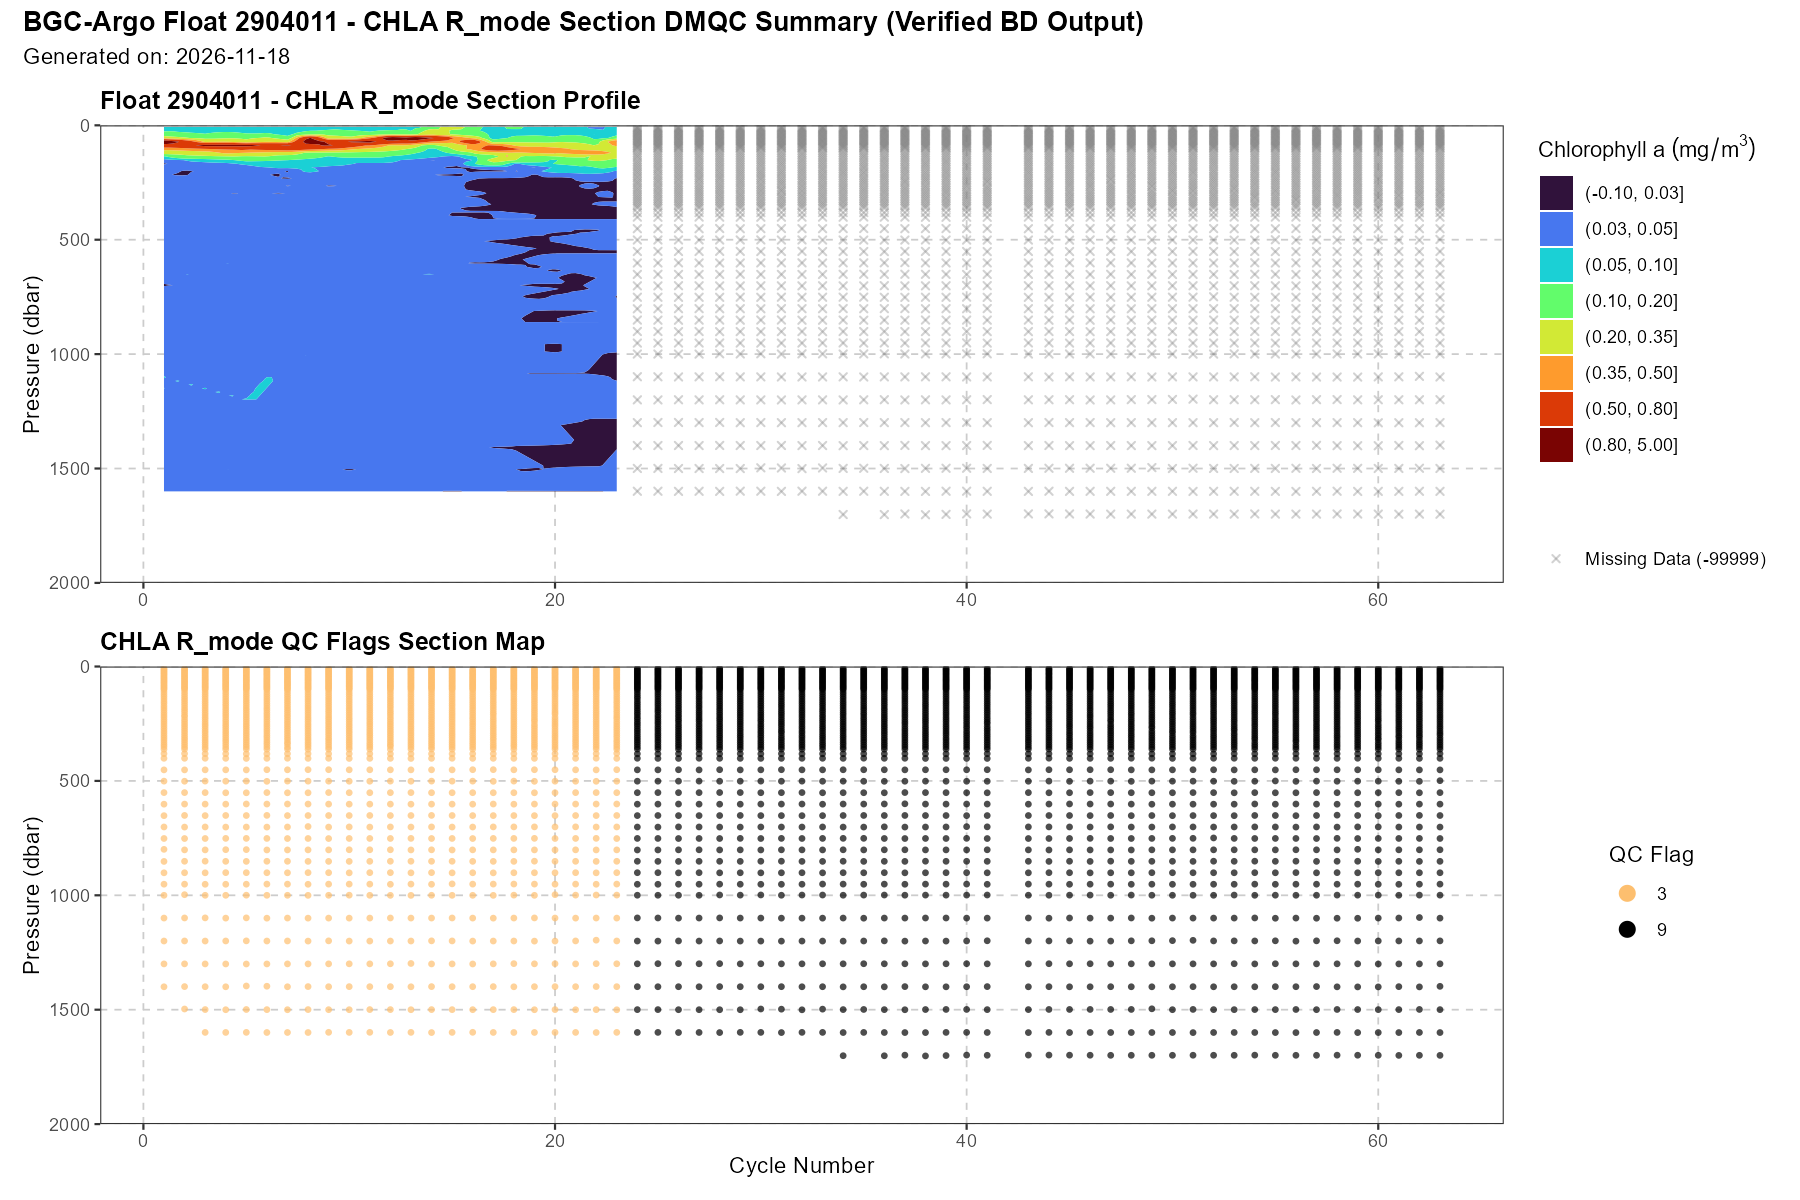 BGC-Argo Float 2904011 - CHLA R_mode Section DMQC Summary (Verified BD Output)
Generated on: 2026-11-18
Float 2904011 - CHLA R_mode Section Profile
Pressure (dbar)
0
500
1000
1500
2000
0
20
40
60
Chlorophyll a (mg/m³)
(-0.10, 0.03]
(0.03, 0.05]
(0.05, 0.10]
(0.10, 0.20]
(0.20, 0.35]
(0.35, 0.50]
(0.50, 0.80]
(0.80, 5.00]
Missing Data (-99999)
CHLA R_mode QC Flags Section Map
Pressure (dbar)
0
500
1000
1500
2000
0
20
40
60
Cycle Number
QC Flag
3
9